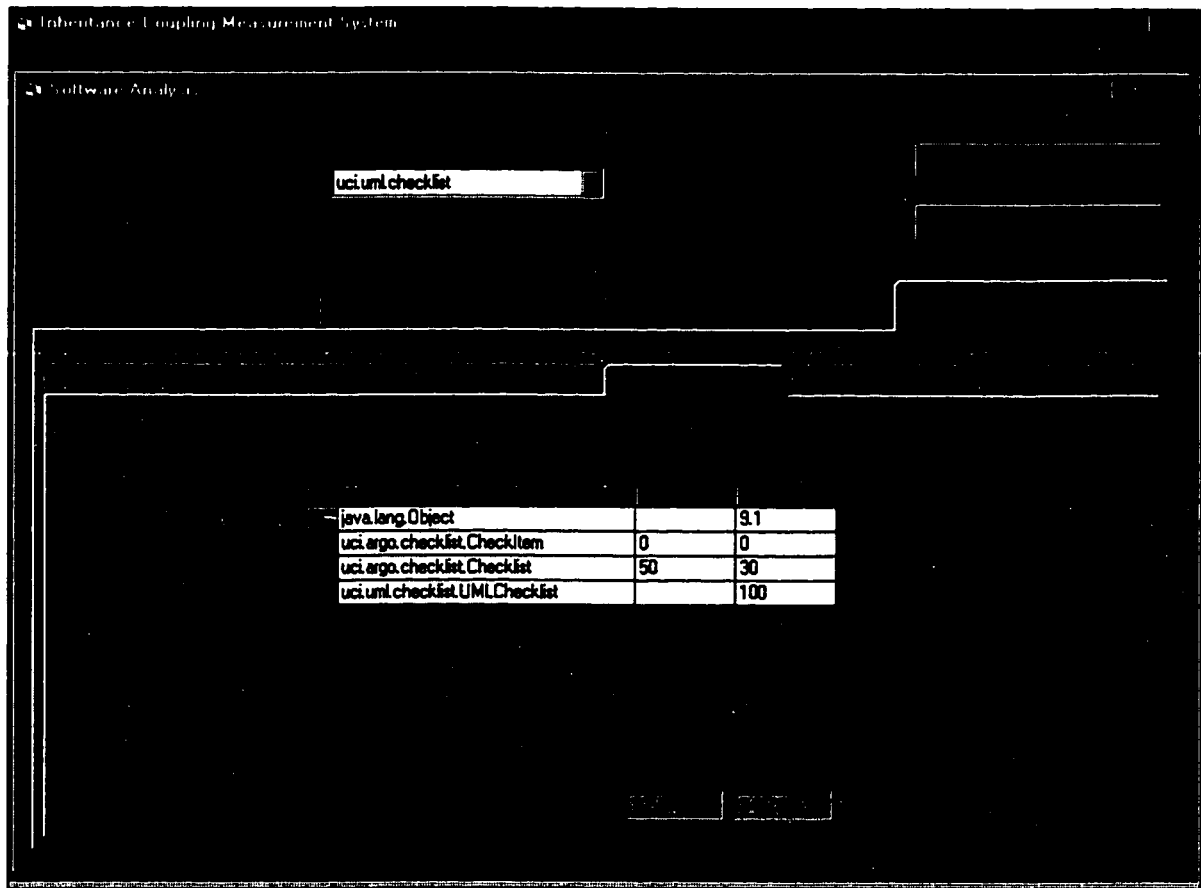 Inheritance Coupling Measurement System
Software Analysis
uci.uml.checklist
java.lang.Object 9.1
uci.argo.checklist.CheckItem 0 0
uci.argo.checklist.Checklist 50 30
uci.uml.checklist.UMLChecklist 100